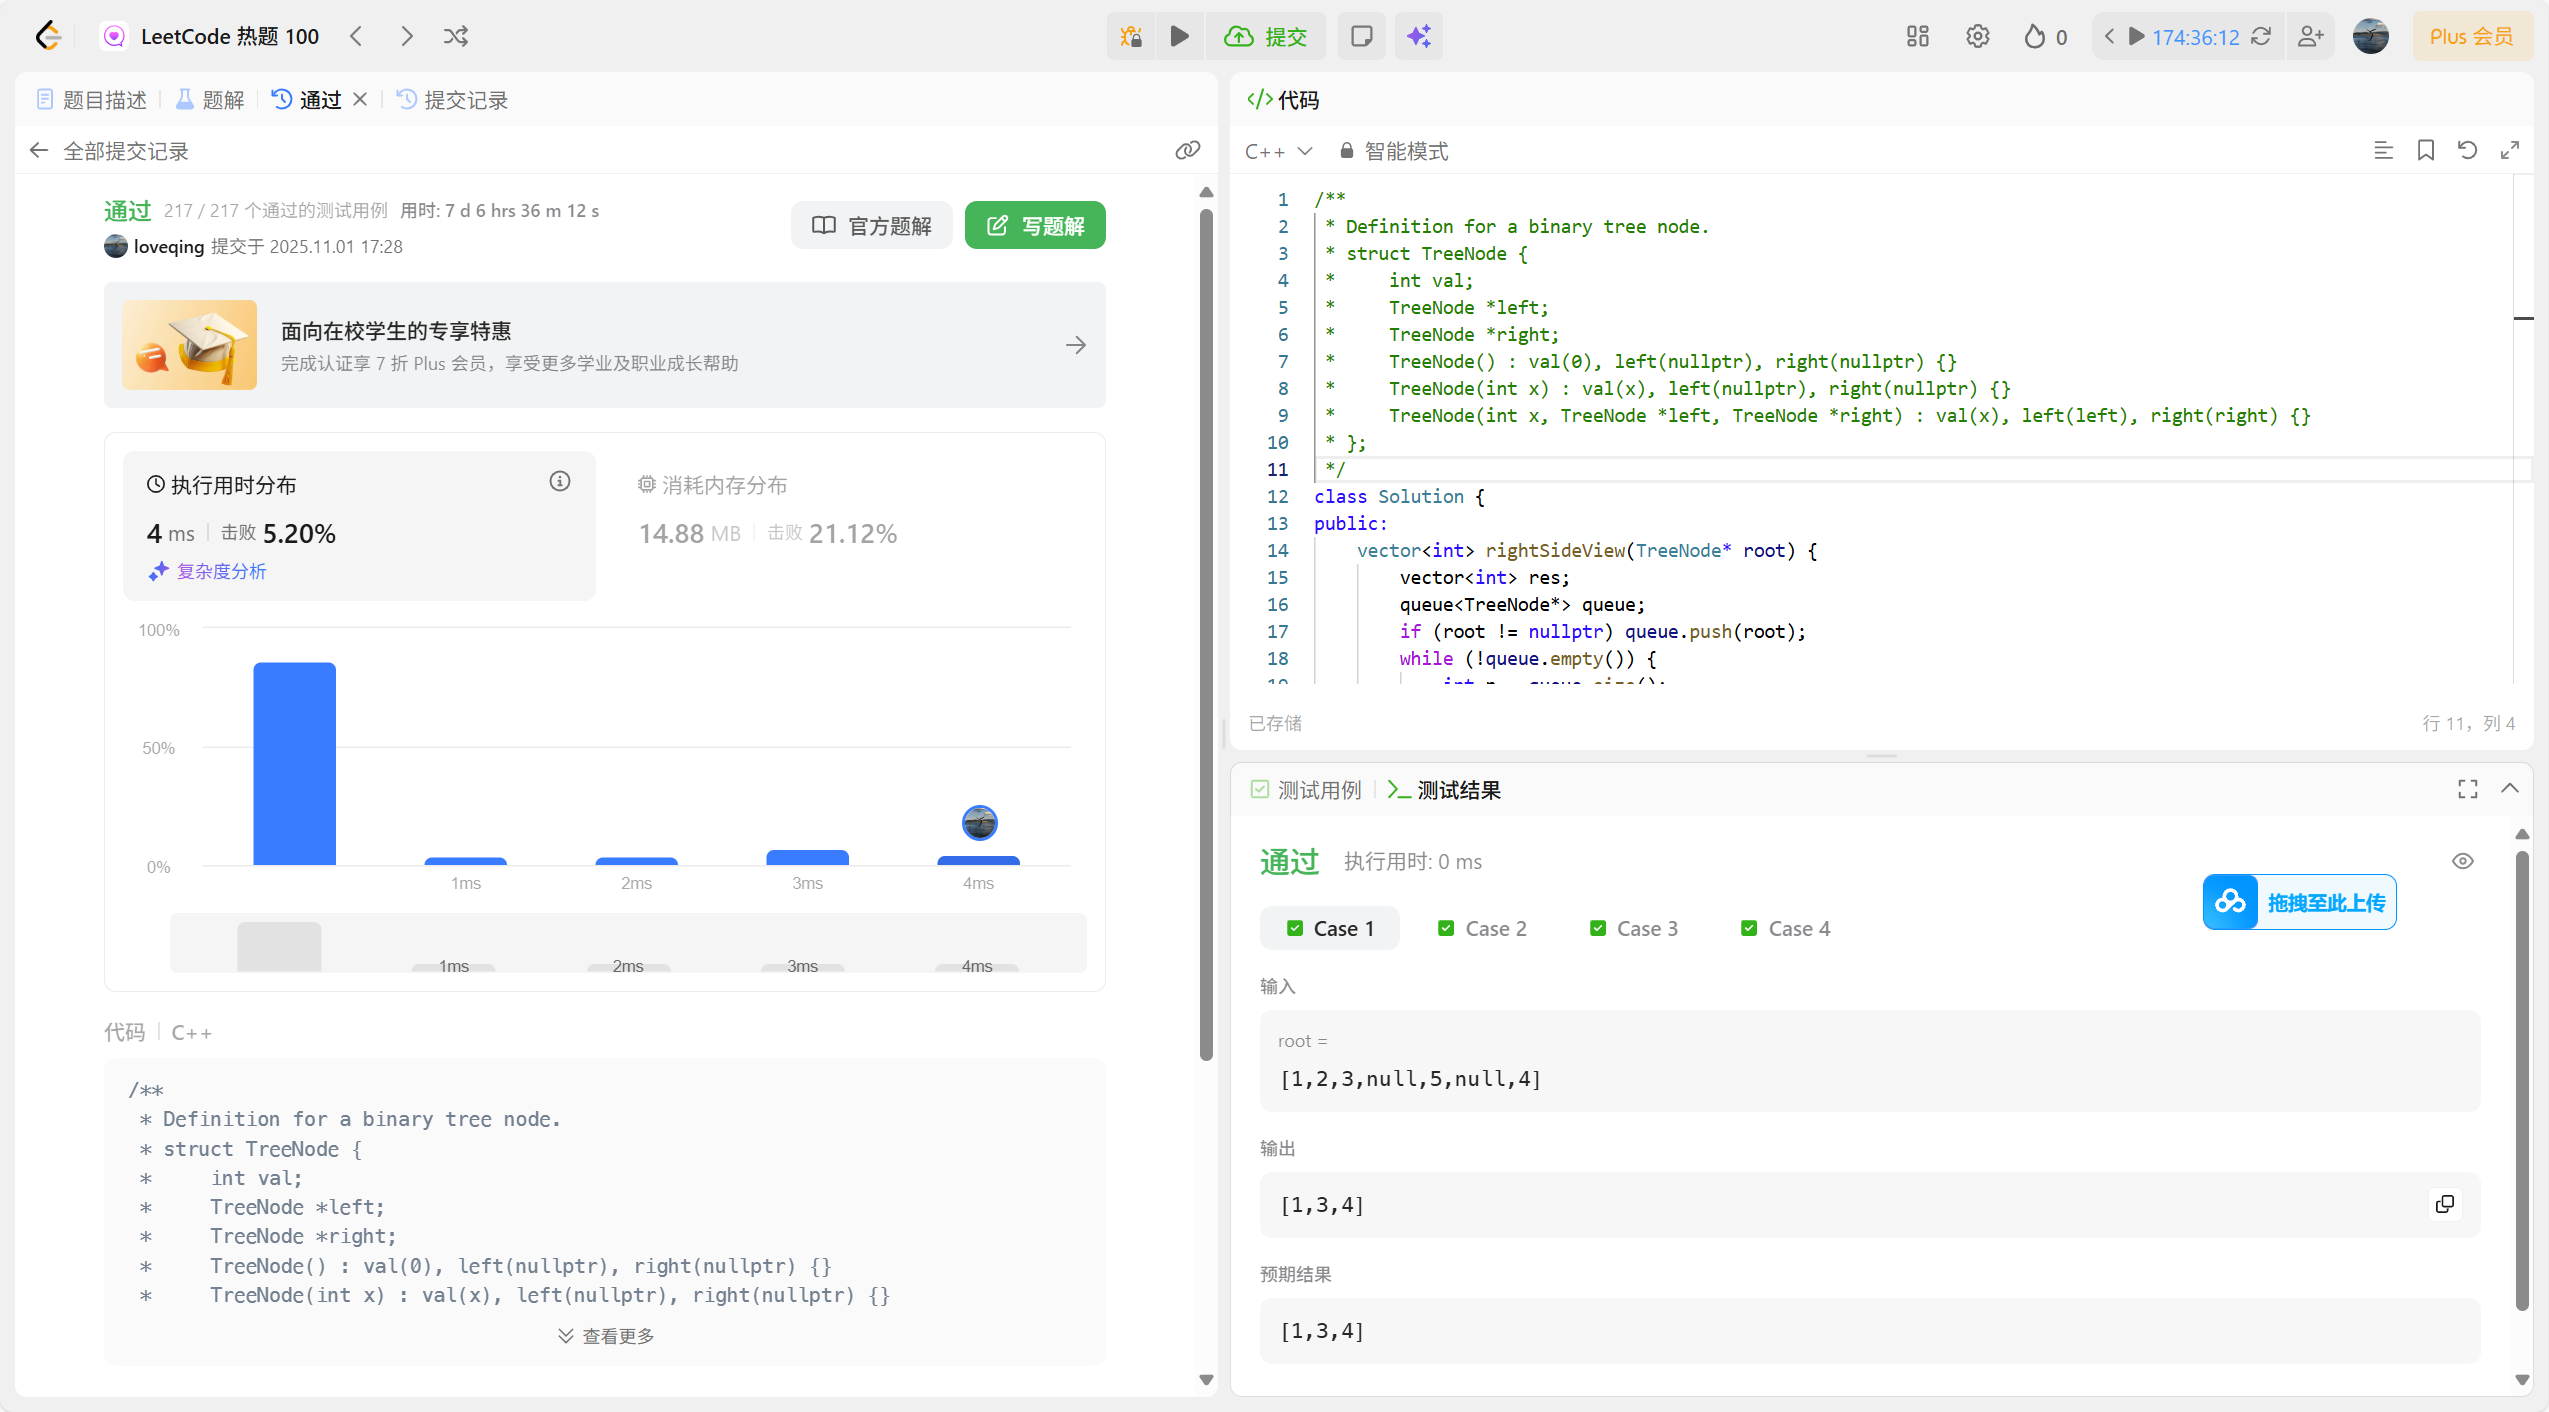 LeetCode 热题 100
提交
0
174:36:12
Plus 会员
题目描述
题解
通过
提交记录
全部提交记录
通过 217 / 217 个通过的测试用例 用时: 7 d 6 hrs 36 m 12 s
loveqing 提交于 2025.11.01 17:28
官方题解
写题解
面向在校学生的专享特惠
完成认证享 7 折 Plus 会员，享受更多学业及职业成长帮助
执行用时分布
4 ms 击败 5.20%
复杂度分析
消耗内存分布
14.88 MB 击败 21.12%
100%
50%
0%
1ms 2ms 3ms 4ms
1ms 2ms 3ms 4ms
代码 C++
/**
 * Definition for a binary tree node.
 * struct TreeNode {
 *     int val;
 *     TreeNode *left;
 *     TreeNode *right;
 *     TreeNode() : val(0), left(nullptr), right(nullptr) {}
 *     TreeNode(int x) : val(x), left(nullptr), right(nullptr) {}
查看更多
代码
C++ 智能模式
1 /**
2  * Definition for a binary tree node.
3  * struct TreeNode {
4  *     int val;
5  *     TreeNode *left;
6  *     TreeNode *right;
7  *     TreeNode() : val(0), left(nullptr), right(nullptr) {}
8  *     TreeNode(int x) : val(x), left(nullptr), right(nullptr) {}
9  *     TreeNode(int x, TreeNode *left, TreeNode *right) : val(x), left(left), right(right) {}
10  * };
11  */
12 class Solution {
13 public:
14     vector<int> rightSideView(TreeNode* root) {
15         vector<int> res;
16         queue<TreeNode*> queue;
17         if (root != nullptr) queue.push(root);
18         while (!queue.empty()) {
已存储
行 11，列 4
测试用例
测试结果
通过 执行用时: 0 ms
拖拽至此上传
Case 1 Case 2 Case 3 Case 4
输入
root =
[1,2,3,null,5,null,4]
输出
[1,3,4]
预期结果
[1,3,4]